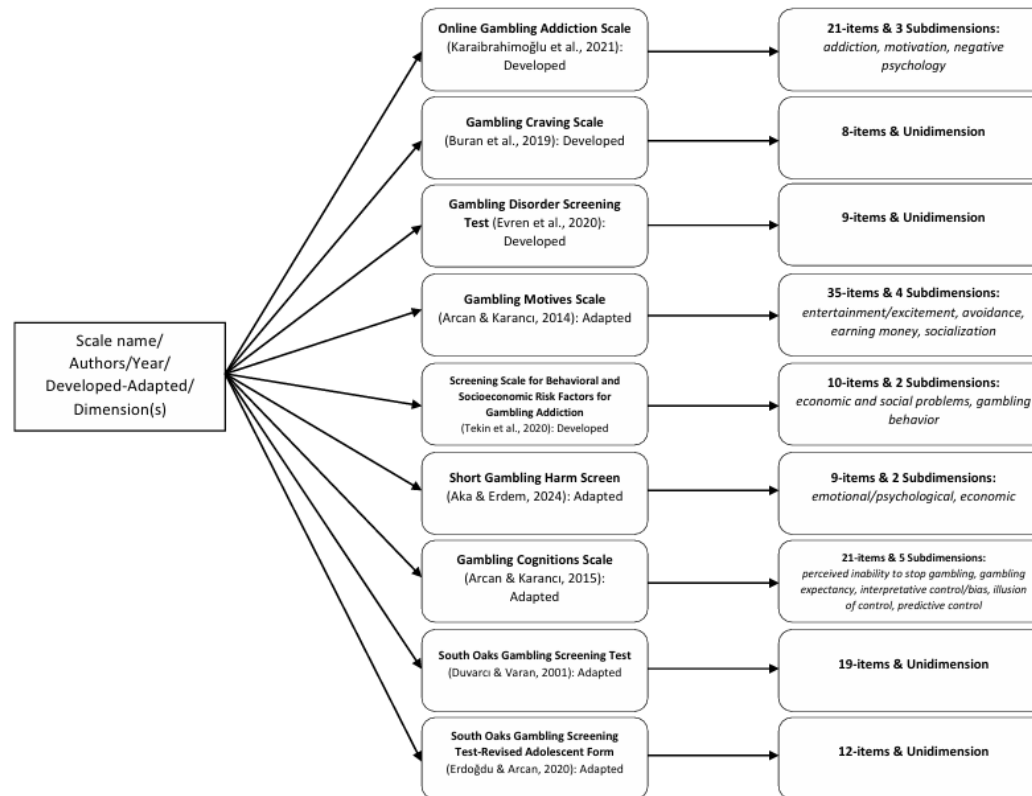 Scale name/
Authors/Year/
Developed-Adapted/
Dimension(s)
Online Gambling Addiction Scale
(Karaibrahimoğlu et al., 2021):
Developed
21-items & 3 Subdimensions:
addiction, motivation, negative
psychology
Gambling Craving Scale
(Buran et al., 2019): Developed
8-items & Unidimension
Gambling Disorder Screening
Test (Evren et al., 2020):
Developed
9-items & Unidimension
Gambling Motives Scale
(Arcan & Karancı, 2014): Adapted
35-items & 4 Subdimensions:
entertainment/excitement, avoidance,
earning money, socialization
Screening Scale for Behavioral and
Socioeconomic Risk Factors for
Gambling Addiction
(Tekin et al., 2020): Developed
10-items & 2 Subdimensions:
economic and social problems, gambling
behavior
Short Gambling Harm Screen
(Aka & Erdem, 2024): Adapted
9-items & 2 Subdimensions:
emotional/psychological, economic
Gambling Cognitions Scale
(Arcan & Karancı, 2015):
Adapted
21-items & 5 Subdimensions:
perceived inability to stop gambling, gambling
expectancy, interpretative control/bias, illusion
of control, predictive control
South Oaks Gambling Screening Test
(Duvarcı & Varan, 2001): Adapted
19-items & Unidimension
South Oaks Gambling Screening
Test-Revised Adolescent Form
(Erdoğdu & Arcan, 2020): Adapted
12-items & Unidimension